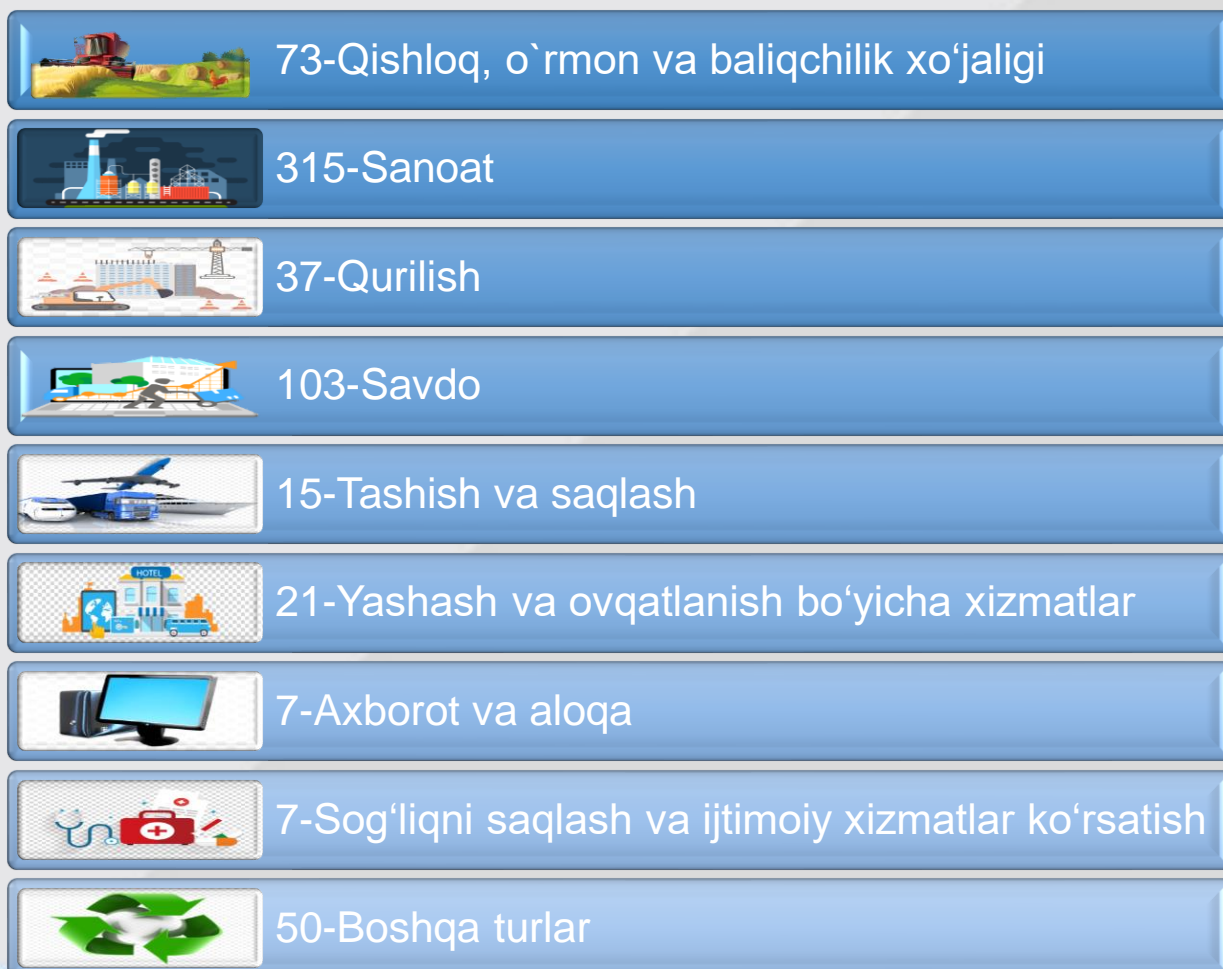 73-Qishloq, o`rmon va baliqchilik xo‘jaligi
315-Sanoat
37-Qurilish
103-Savdo
15-Tashish va saqlash
HOTEL
21-Yashash va ovqatlanish bo‘yicha xizmatlar
7-Axborot va aloqa
7-Sog‘liqni saqlash va ijtimoiy xizmatlar ko‘rsatish
50-Boshqa turlar